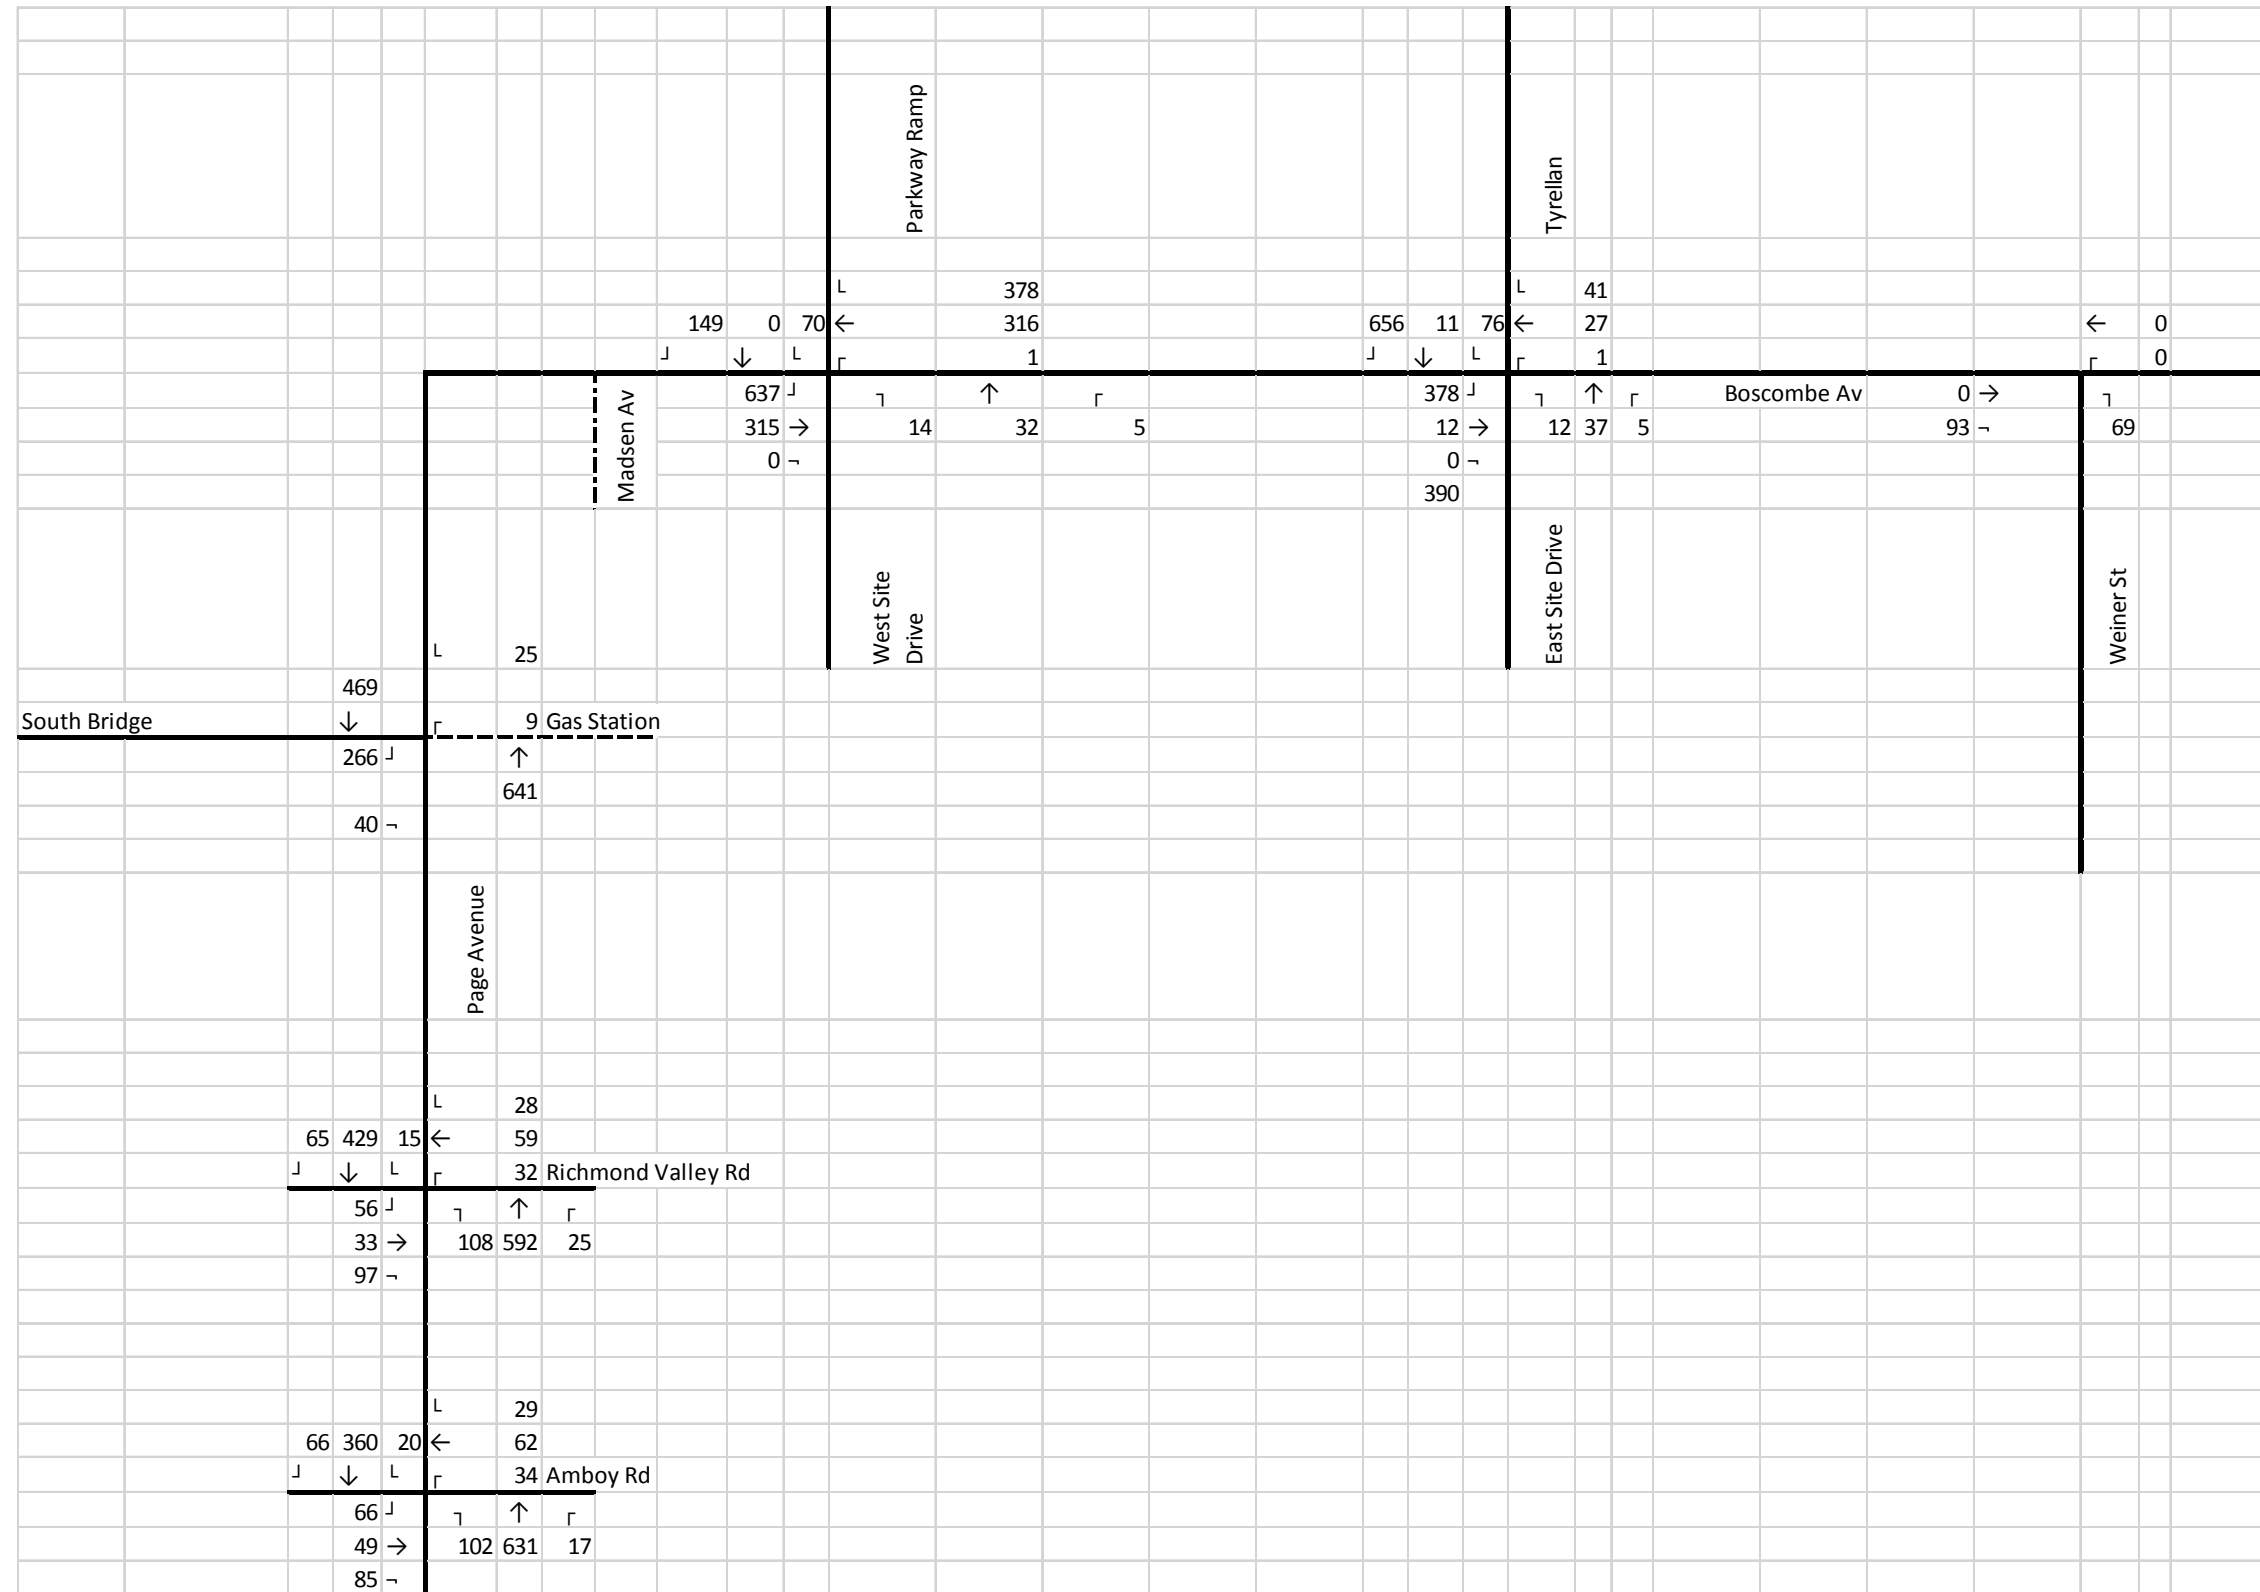 Parkway Ramp
Tyrellan
└ 378 └ 41
149 0 70 ← 316 656 11 76 ← 27 ← 0
┘ ↓ └ ┌ 1 ┘ ↓ └ ┌ 1 ┌ 0
Madsen Av
637 ┘ ┐ ↑ ┌ 378 ┘ ┐ ↑ ┌ Boscombe Av 0 → ┐
315 → 14 32 5 12 → 12 37 5 93 ¬ 69
0 ¬ 0 ¬
390
West Site
Drive
East Site Drive
Weiner St
└ 25
469
South Bridge ↓ ┌ 9 Gas Station
266 ┘ ↑
641
40 ¬
Page Avenue
└ 28
65 429 15 ← 59
┘ ↓ └ ┌ 32 Richmond Valley Rd
56 ┘ ┐ ↑ ┌
33 → 108 592 25
97 ¬
└ 29
66 360 20 ← 62
┘ ↓ └ ┌ 34 Amboy Rd
66 ┘ ┐ ↑ ┌
49 → 102 631 17
85 ¬